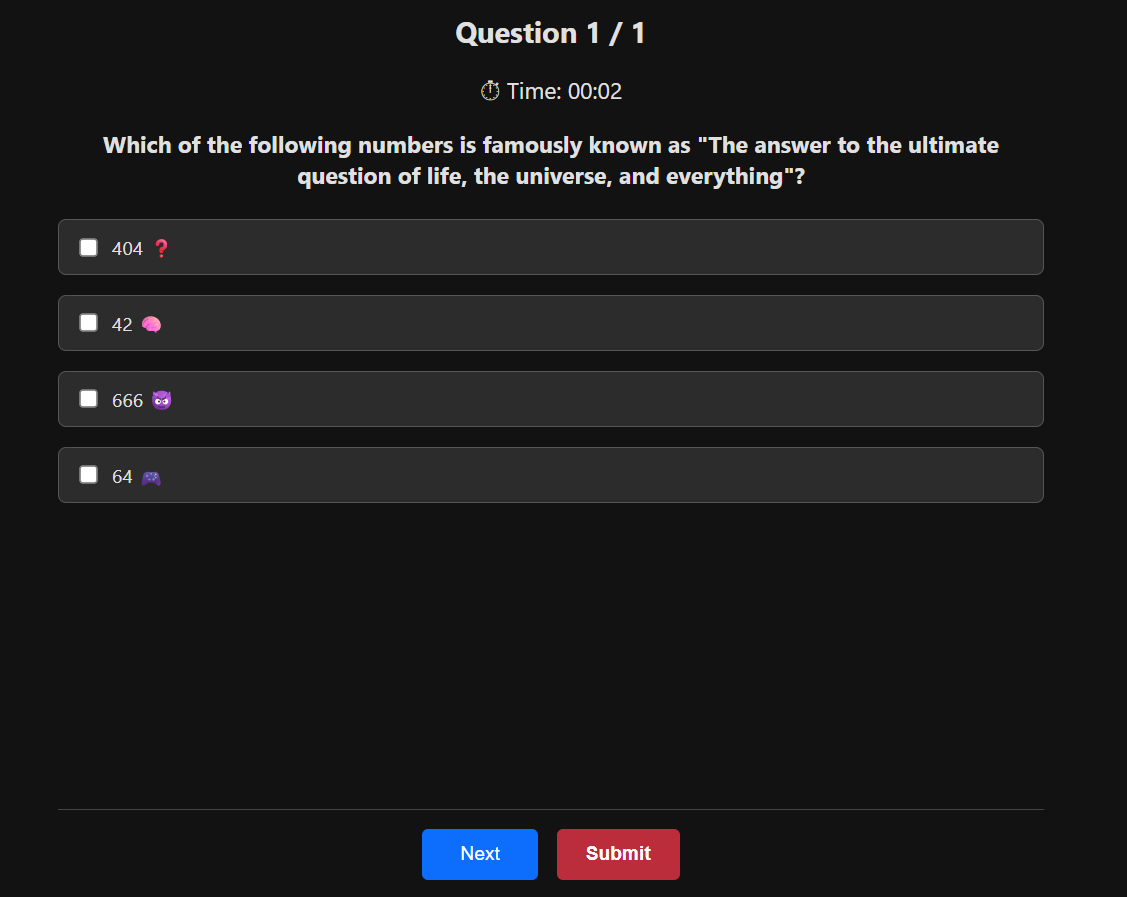 Question 1 / 1
⏱ Time: 00:02
Which of the following numbers is famously known as "The answer to the ultimate
question of life, the universe, and everything"?
404 ❓
42 🧠
666 😈
64 🎮
Next
Submit